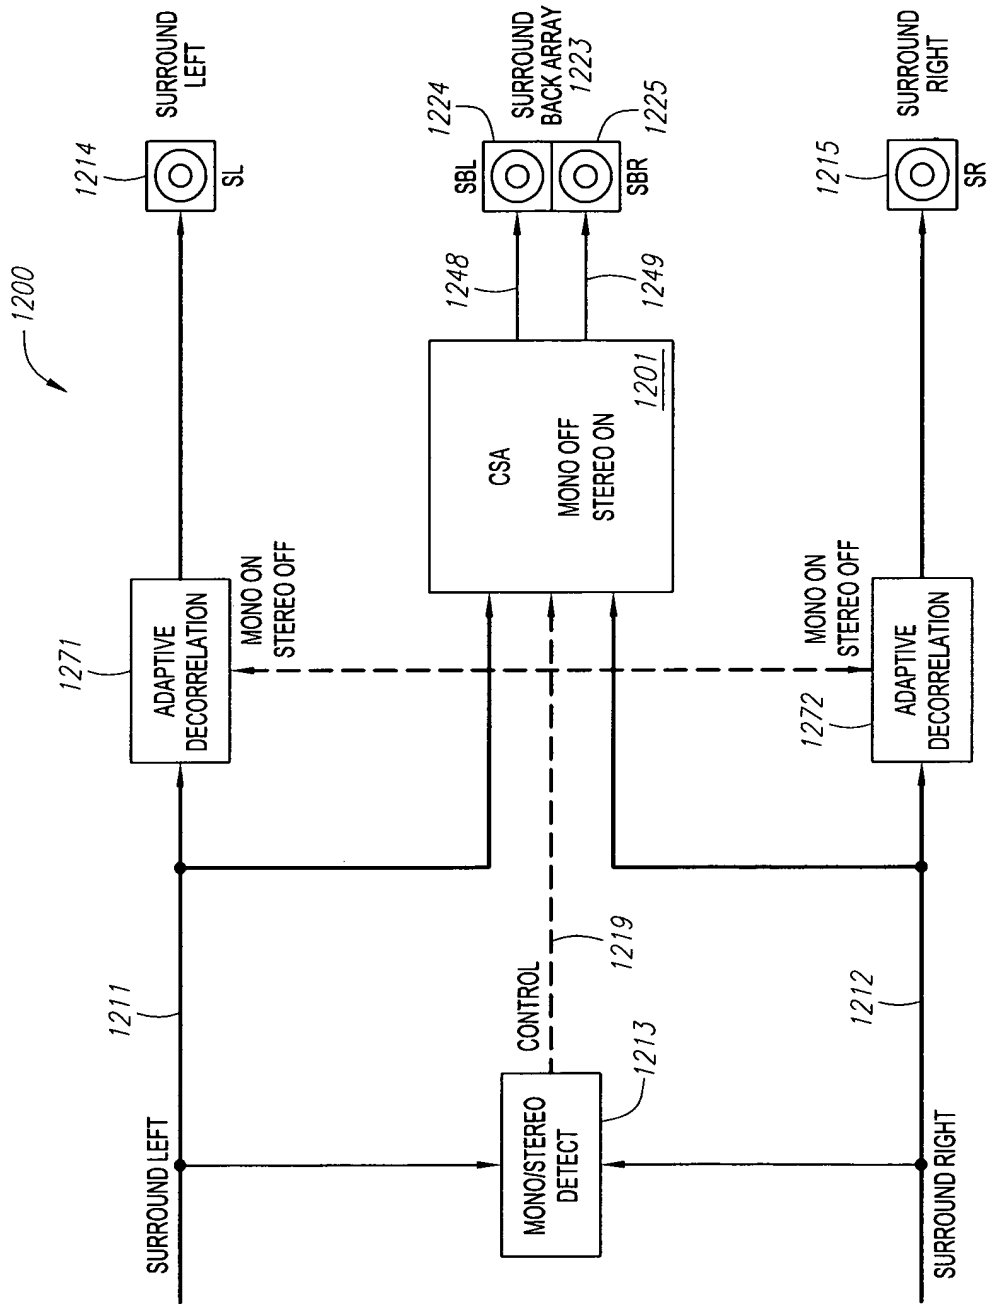 1200
SURROUND LEFT
1211
1271
ADAPTIVE
DECORRELATION
MONO ON
STEREO OFF
1214
SL
SURROUND
LEFT
MONO/STEREO
DETECT
1213
CONTROL
1219
CSA
MONO OFF
STEREO ON
1201
1248
1249
SBL
1224
SURROUND
BACK ARRAY
1223
SBR
1225
SURROUND RIGHT
1212
1272
MONO ON
STEREO OFF
ADAPTIVE
DECORRELATION
1215
SR
SURROUND
RIGHT